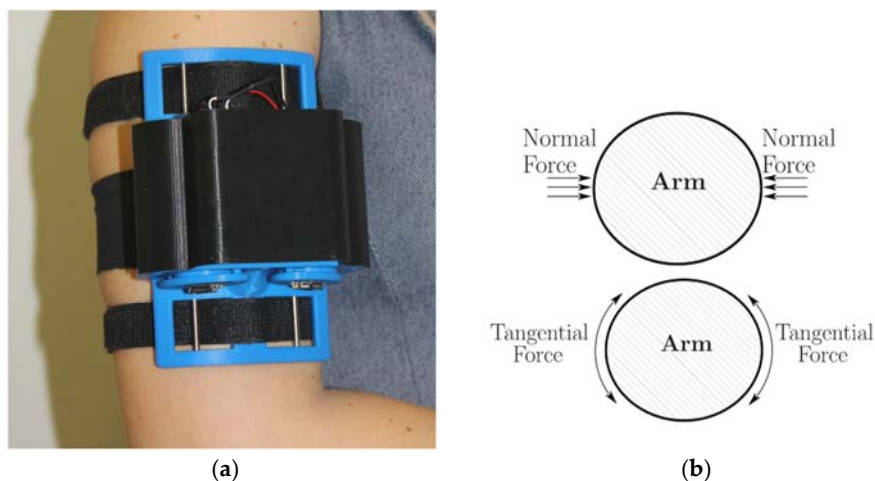 Normal
Force
Arm
Normal
Force
Tangential
Force
Arm
Tangential
Force
(a)
(b)